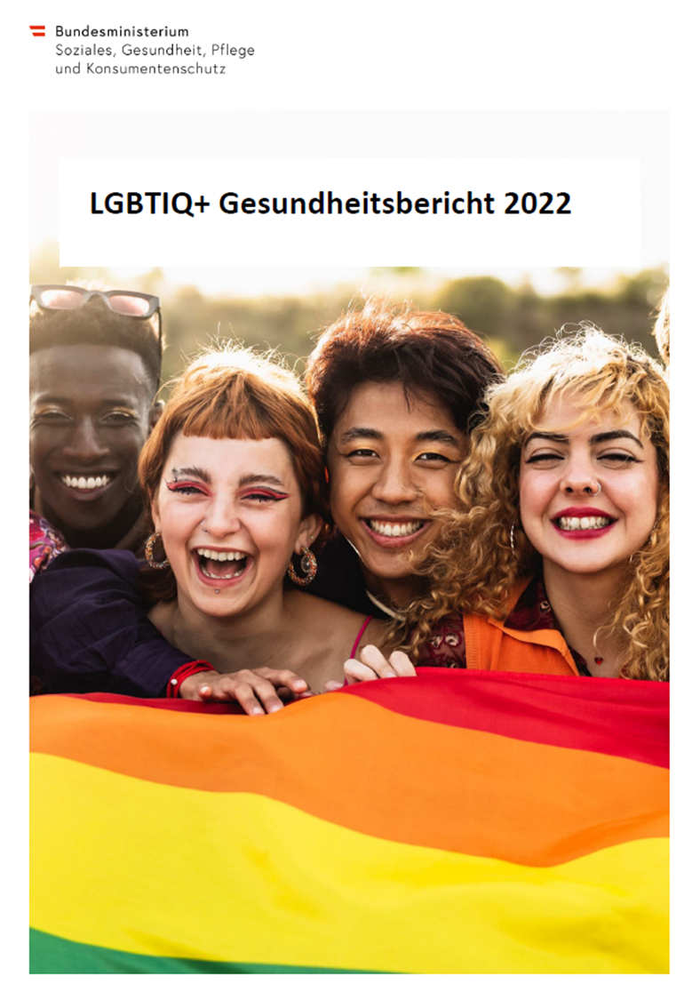 Bundesministerium
Soziales, Gesundheit, Pflege
und Konsumentenschutz
LGBTIQ+ Gesundheitsbericht 2022